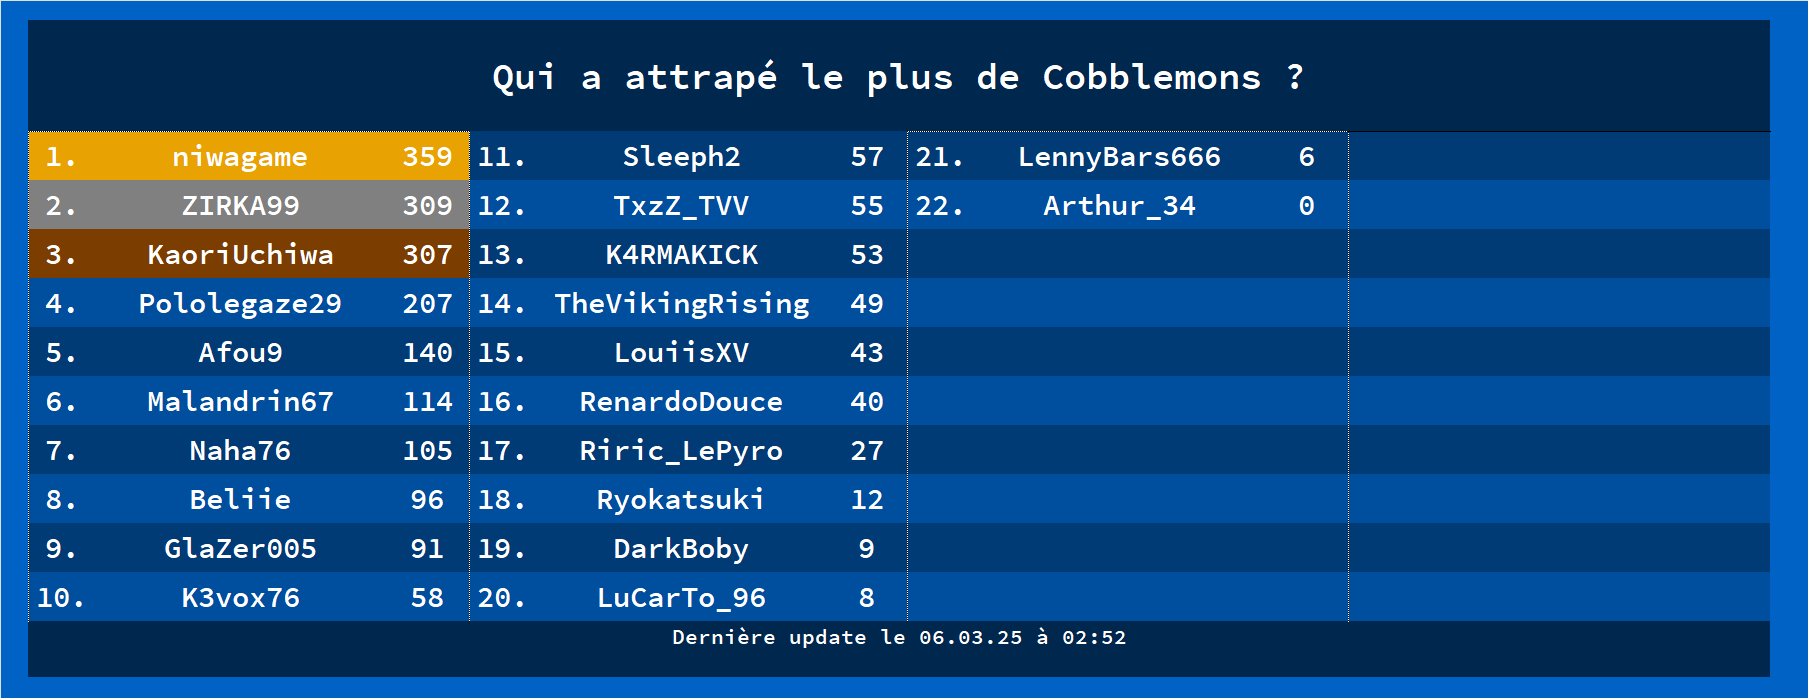 Qui a attrapé le plus de Cobblemons ?
1. niwagame 359
2. ZIRKA99 309
3. KaoriUchiwa 307
4. Pololegaze29 207
5. Afou9 140
6. Malandrin67 114
7. Naha76 105
8. Beliie 96
9. GlaZer005 91
10. K3vox76 58
11. Sleeph2 57
12. TxzZ_TVV 55
13. K4RMAKICK 53
14. TheVikingRising 49
15. LouiisXV 43
16. RenardoDouce 40
17. Riric_LePyro 27
18. Ryokatsuki 12
19. DarkBoby 9
20. LuCarTo_96 8
21. LennyBars666 6
22. Arthur_34 0
Dernière update le 06.03.25 à 02:52